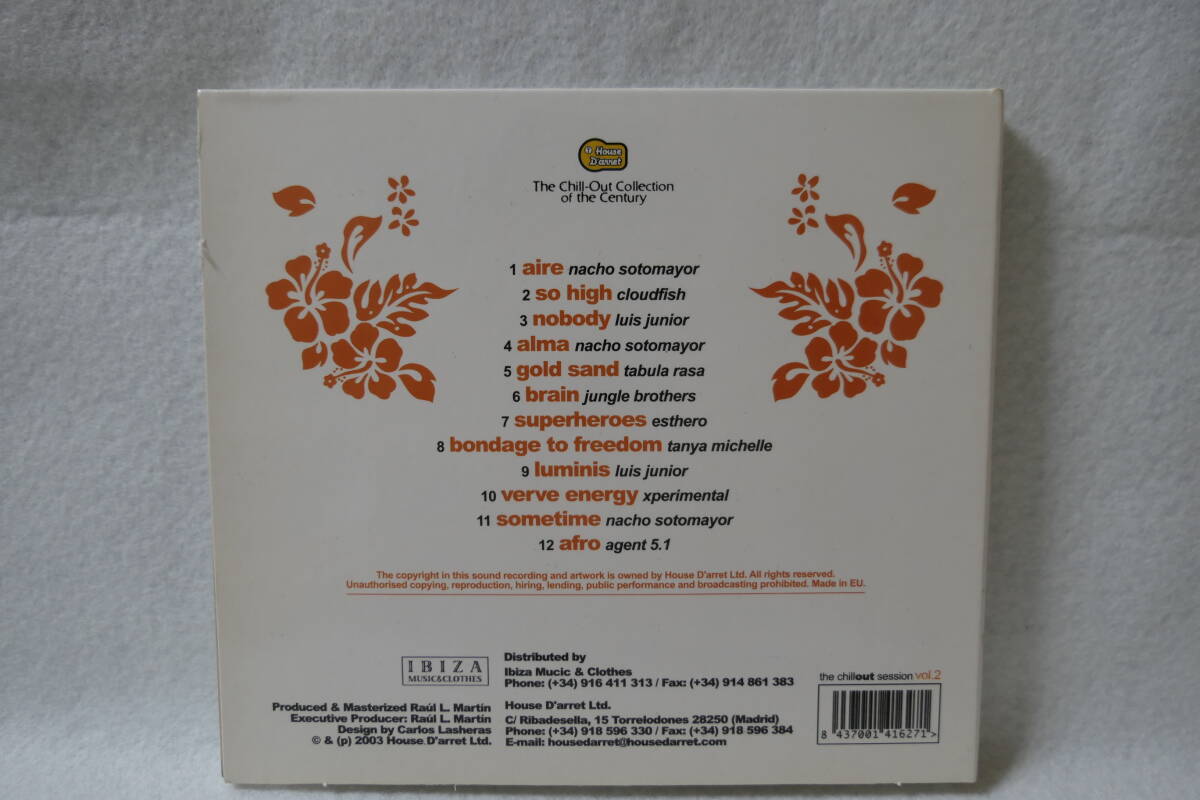 House
D'arret
The Chill-Out Collection
of the Century
1 aire nacho sotomayor
2 so high cloudfish
3 nobody luis junior
4 alma nacho sotomayor
5 gold sand tabula rasa
6 brain jungle brothers
7 superheroes esthero
8 bondage to freedom tanya michelle
9 luminis luis junior
10 verve energy xperimental
11 sometime nacho sotomayor
12 afro agent 5.1
The copyright in this sound recording and artwork is owned by House D'arret Ltd. All rights reserved.
Unauthorised copying, reproduction, hiring, lending, public performance and broadcasting prohibited. Made in EU.
IBIZA
MUSIC&CLOTHES
Distributed by
Ibiza Mucic & Clothes
Phone: (+34) 916 411 313 / Fax: (+34) 914 861 383
Produced & Masterized Raúl L. Martín
Executive Producer: Raúl L. Martín
Design by Carlos Lasheras
© & (p) 2003 House D'arret Ltd.
House D'arret Ltd.
C/ Ribadesella, 15 Torrelodones 28250 (Madrid)
Phone: (+34) 918 596 330 / Fax: (+34) 918 596 384
E-mail: housedarret@housedarret.com
the chillout session vol.2
8 437001 416271>